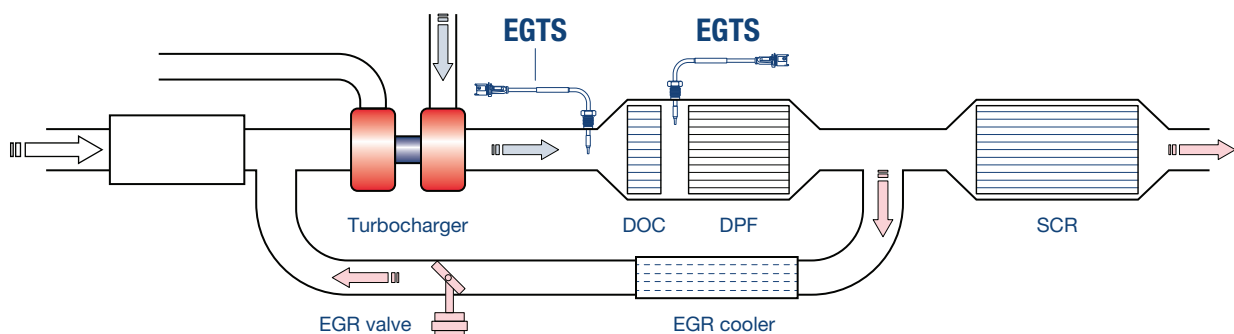 EGTS
EGTS
Turbocharger
DOC
DPF
SCR
EGR valve
EGR cooler